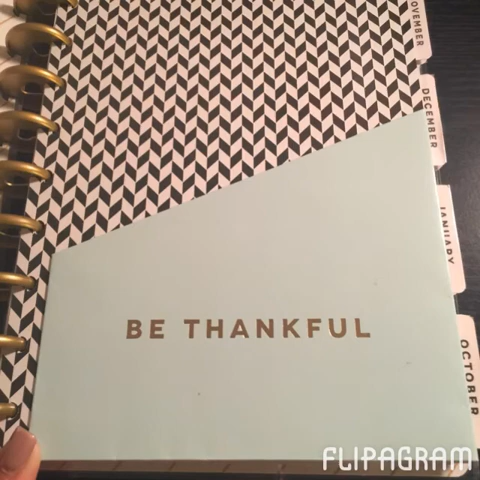 NOVEMBER
DECEMBER
JANUARY
BE THANKFUL
OCTOBER
FLIPAGRAM